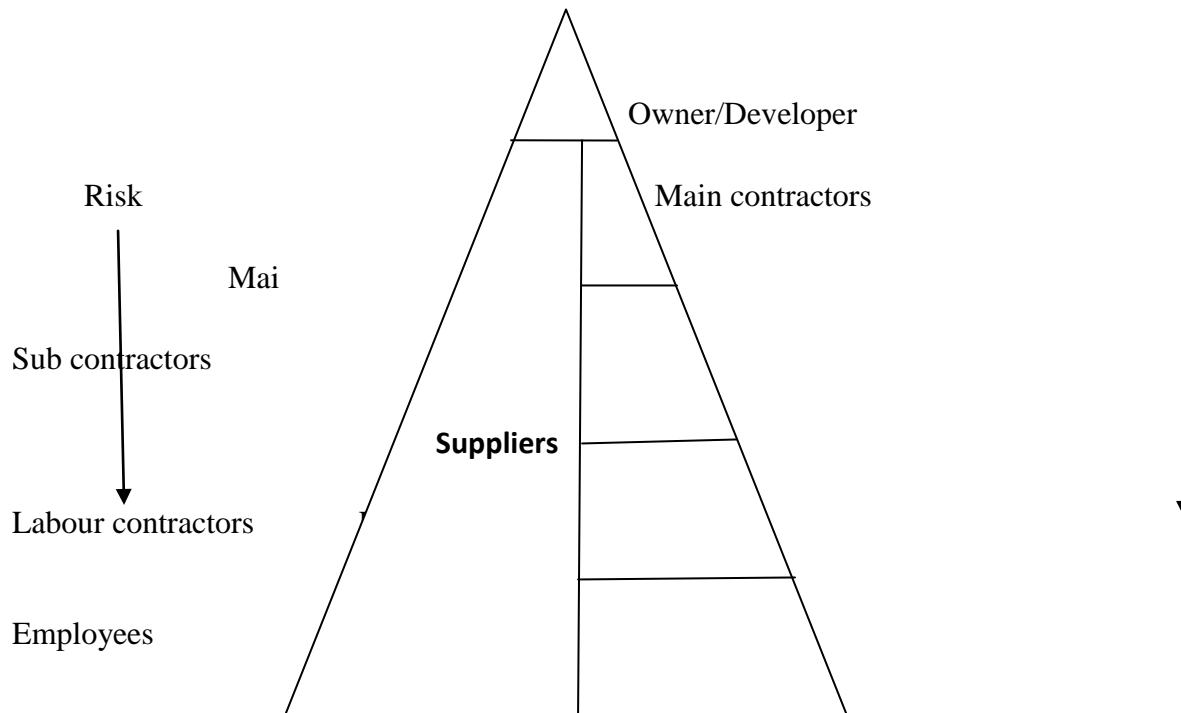 Owner/Developer
Risk
Main contractors
Mai
Sub contractors
Suppliers
Labour contractors
Employees